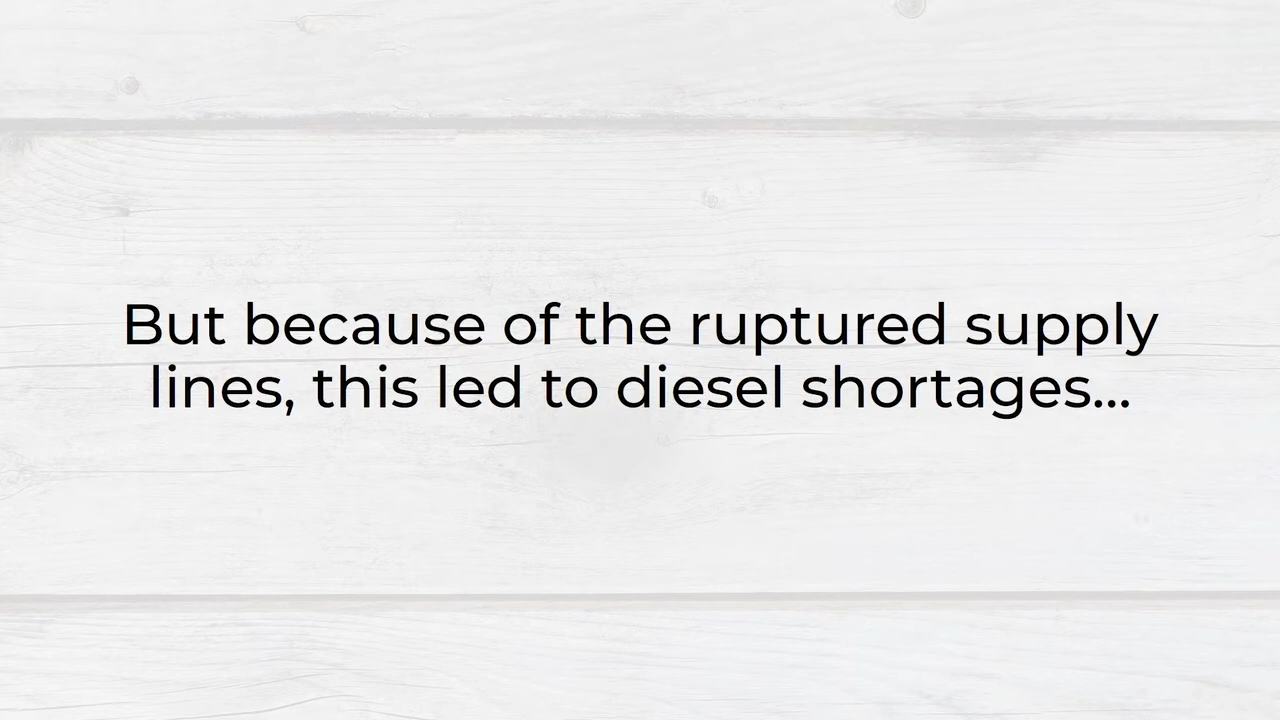 But because of the ruptured supply
lines, this led to diesel shortages...